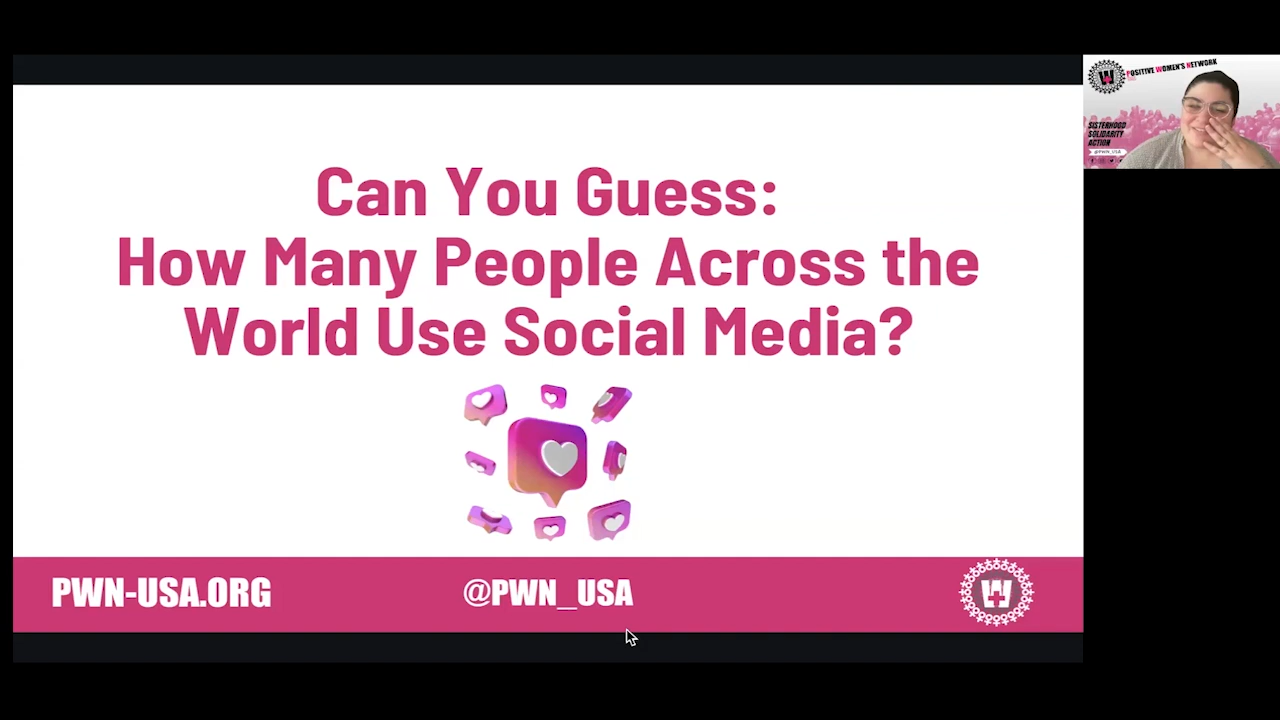 Can You Guess:
How Many People Across the
World Use Social Media?
PWN-USA.ORG
@PWN_USA
W
POSITIVE WOMEN'S NETWORK
SISTERHOOD
SOLIDARITY
ACTION
@PWN_USA